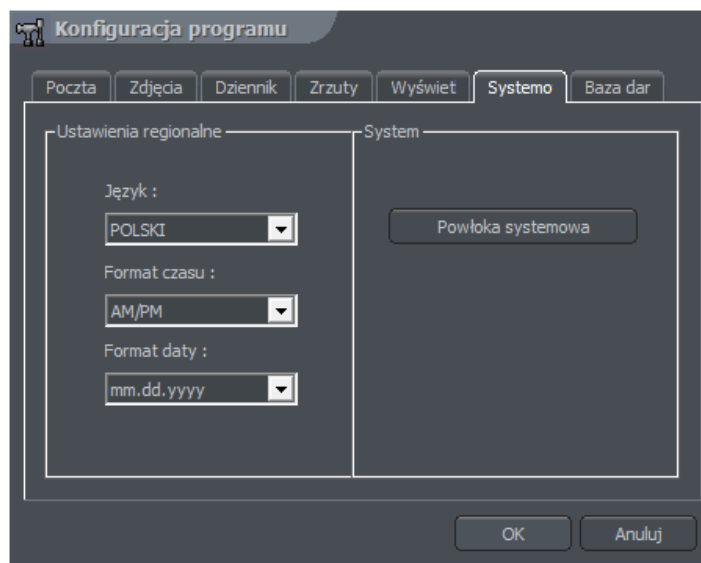 Konfiguracja programu
Poczta Zdjęcia Dziennik Zrzuty Wyświet Systemo Baza dar
Ustawienia regionalne System
Język :
POLSKI Powłoka systemowa
Format czasu :
AM/PM
Format daty :
mm.dd.yyyy
OK Anuluj